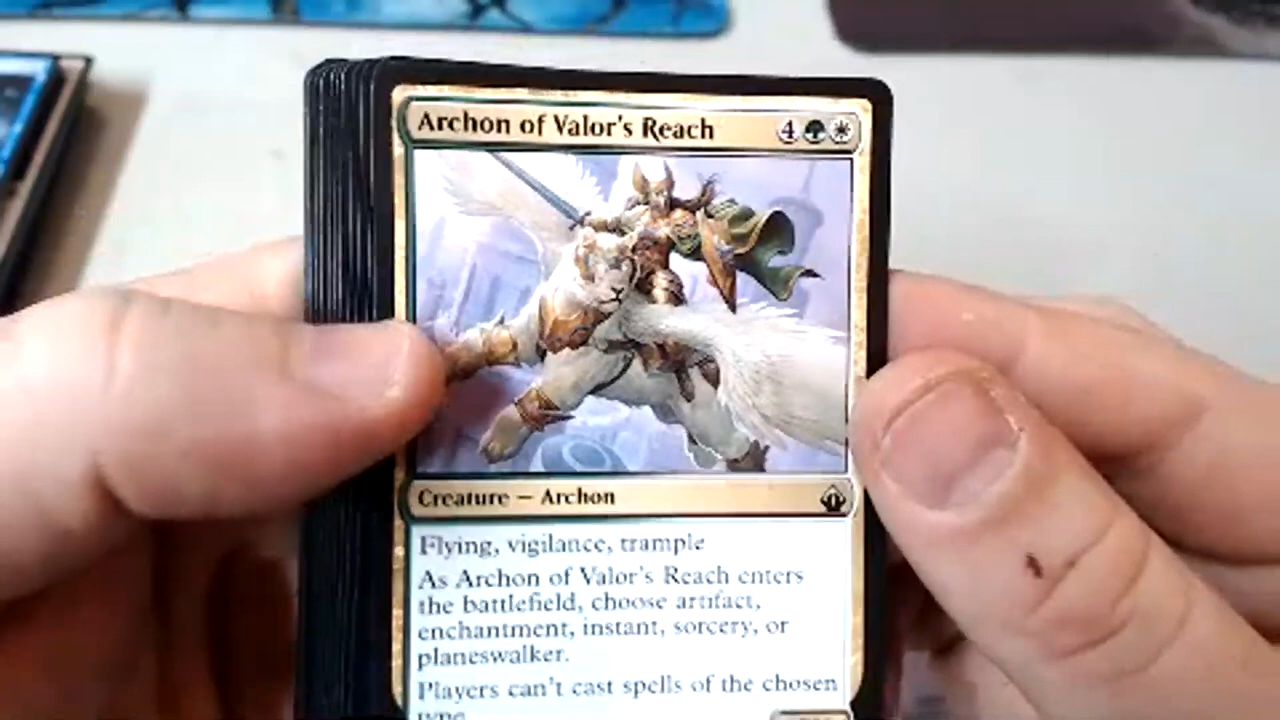 Archon of Valor's Reach 4
Creature — Archon
Flying, vigilance, trample
As Archon of Valor's Reach enters
the battlefield, choose artifact,
enchantment, instant, sorcery, or
planeswalker.
Players can't cast spells of the chosen
type.